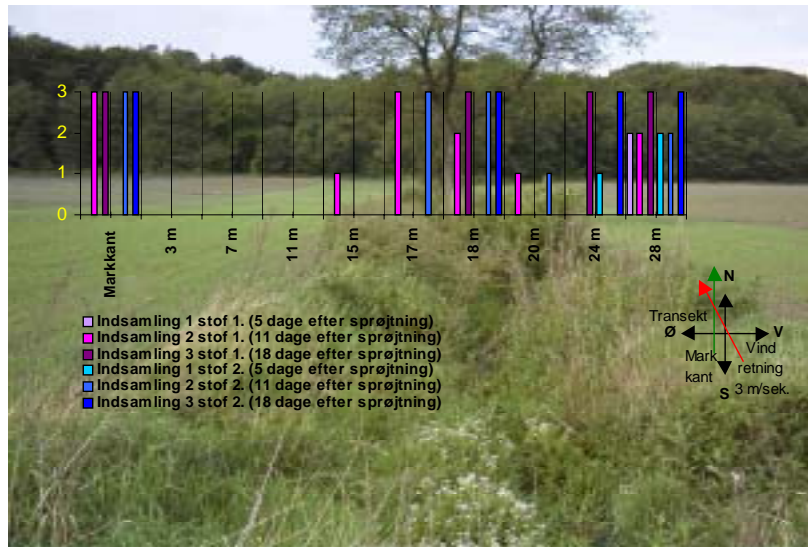 3
2
1
0
Markkant
3 m
7 m
11 m
15 m
17 m
18 m
20 m
24 m
28 m
Indsamling 1 stof 1. (5 dage efter sprøjtning)
Indsamling 2 stof 1. (11 dage efter sprøjtning)
Indsamling 3 stof 1. (18 dage efter sprøjtning)
Indsamling 1 stof 2. (5 dage efter sprøjtning)
Indsamling 2 stof 2. (11 dage efter sprøjtning)
Indsamling 3 stof 2. (18 dage efter sprøjtning)
N
Transekt
Ø
V
Mark
kant
Vind
retning
3 m/sek.
S